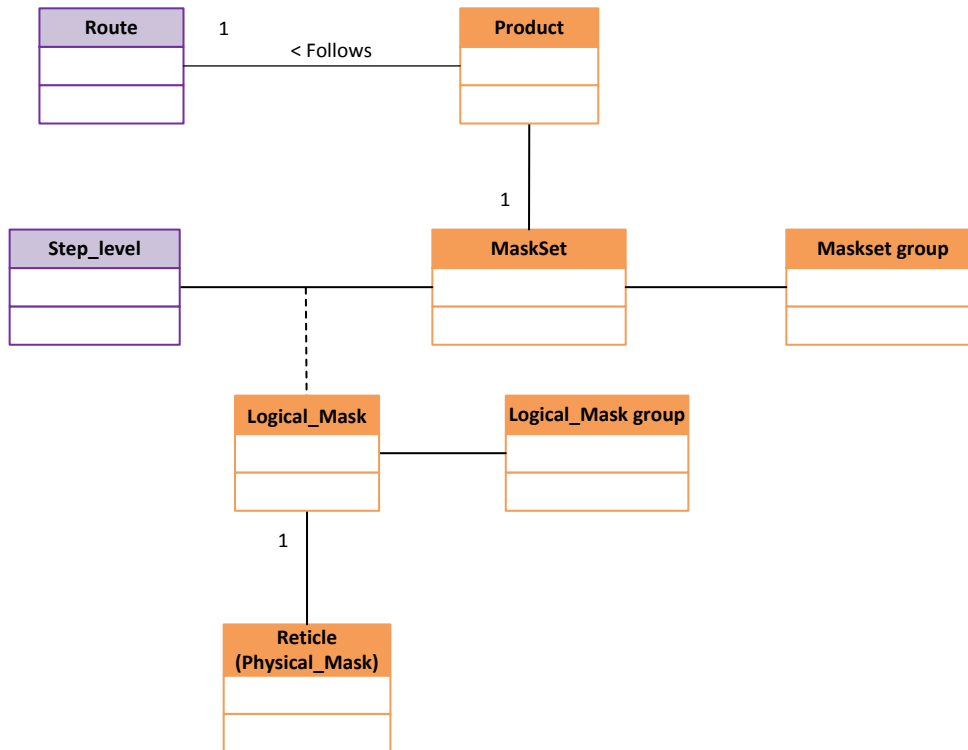 Route
1
Product
< Follows
1
Step_level
MaskSet
Maskset group
Logical_Mask
Logical_Mask group
1
Reticle
(Physical_Mask)